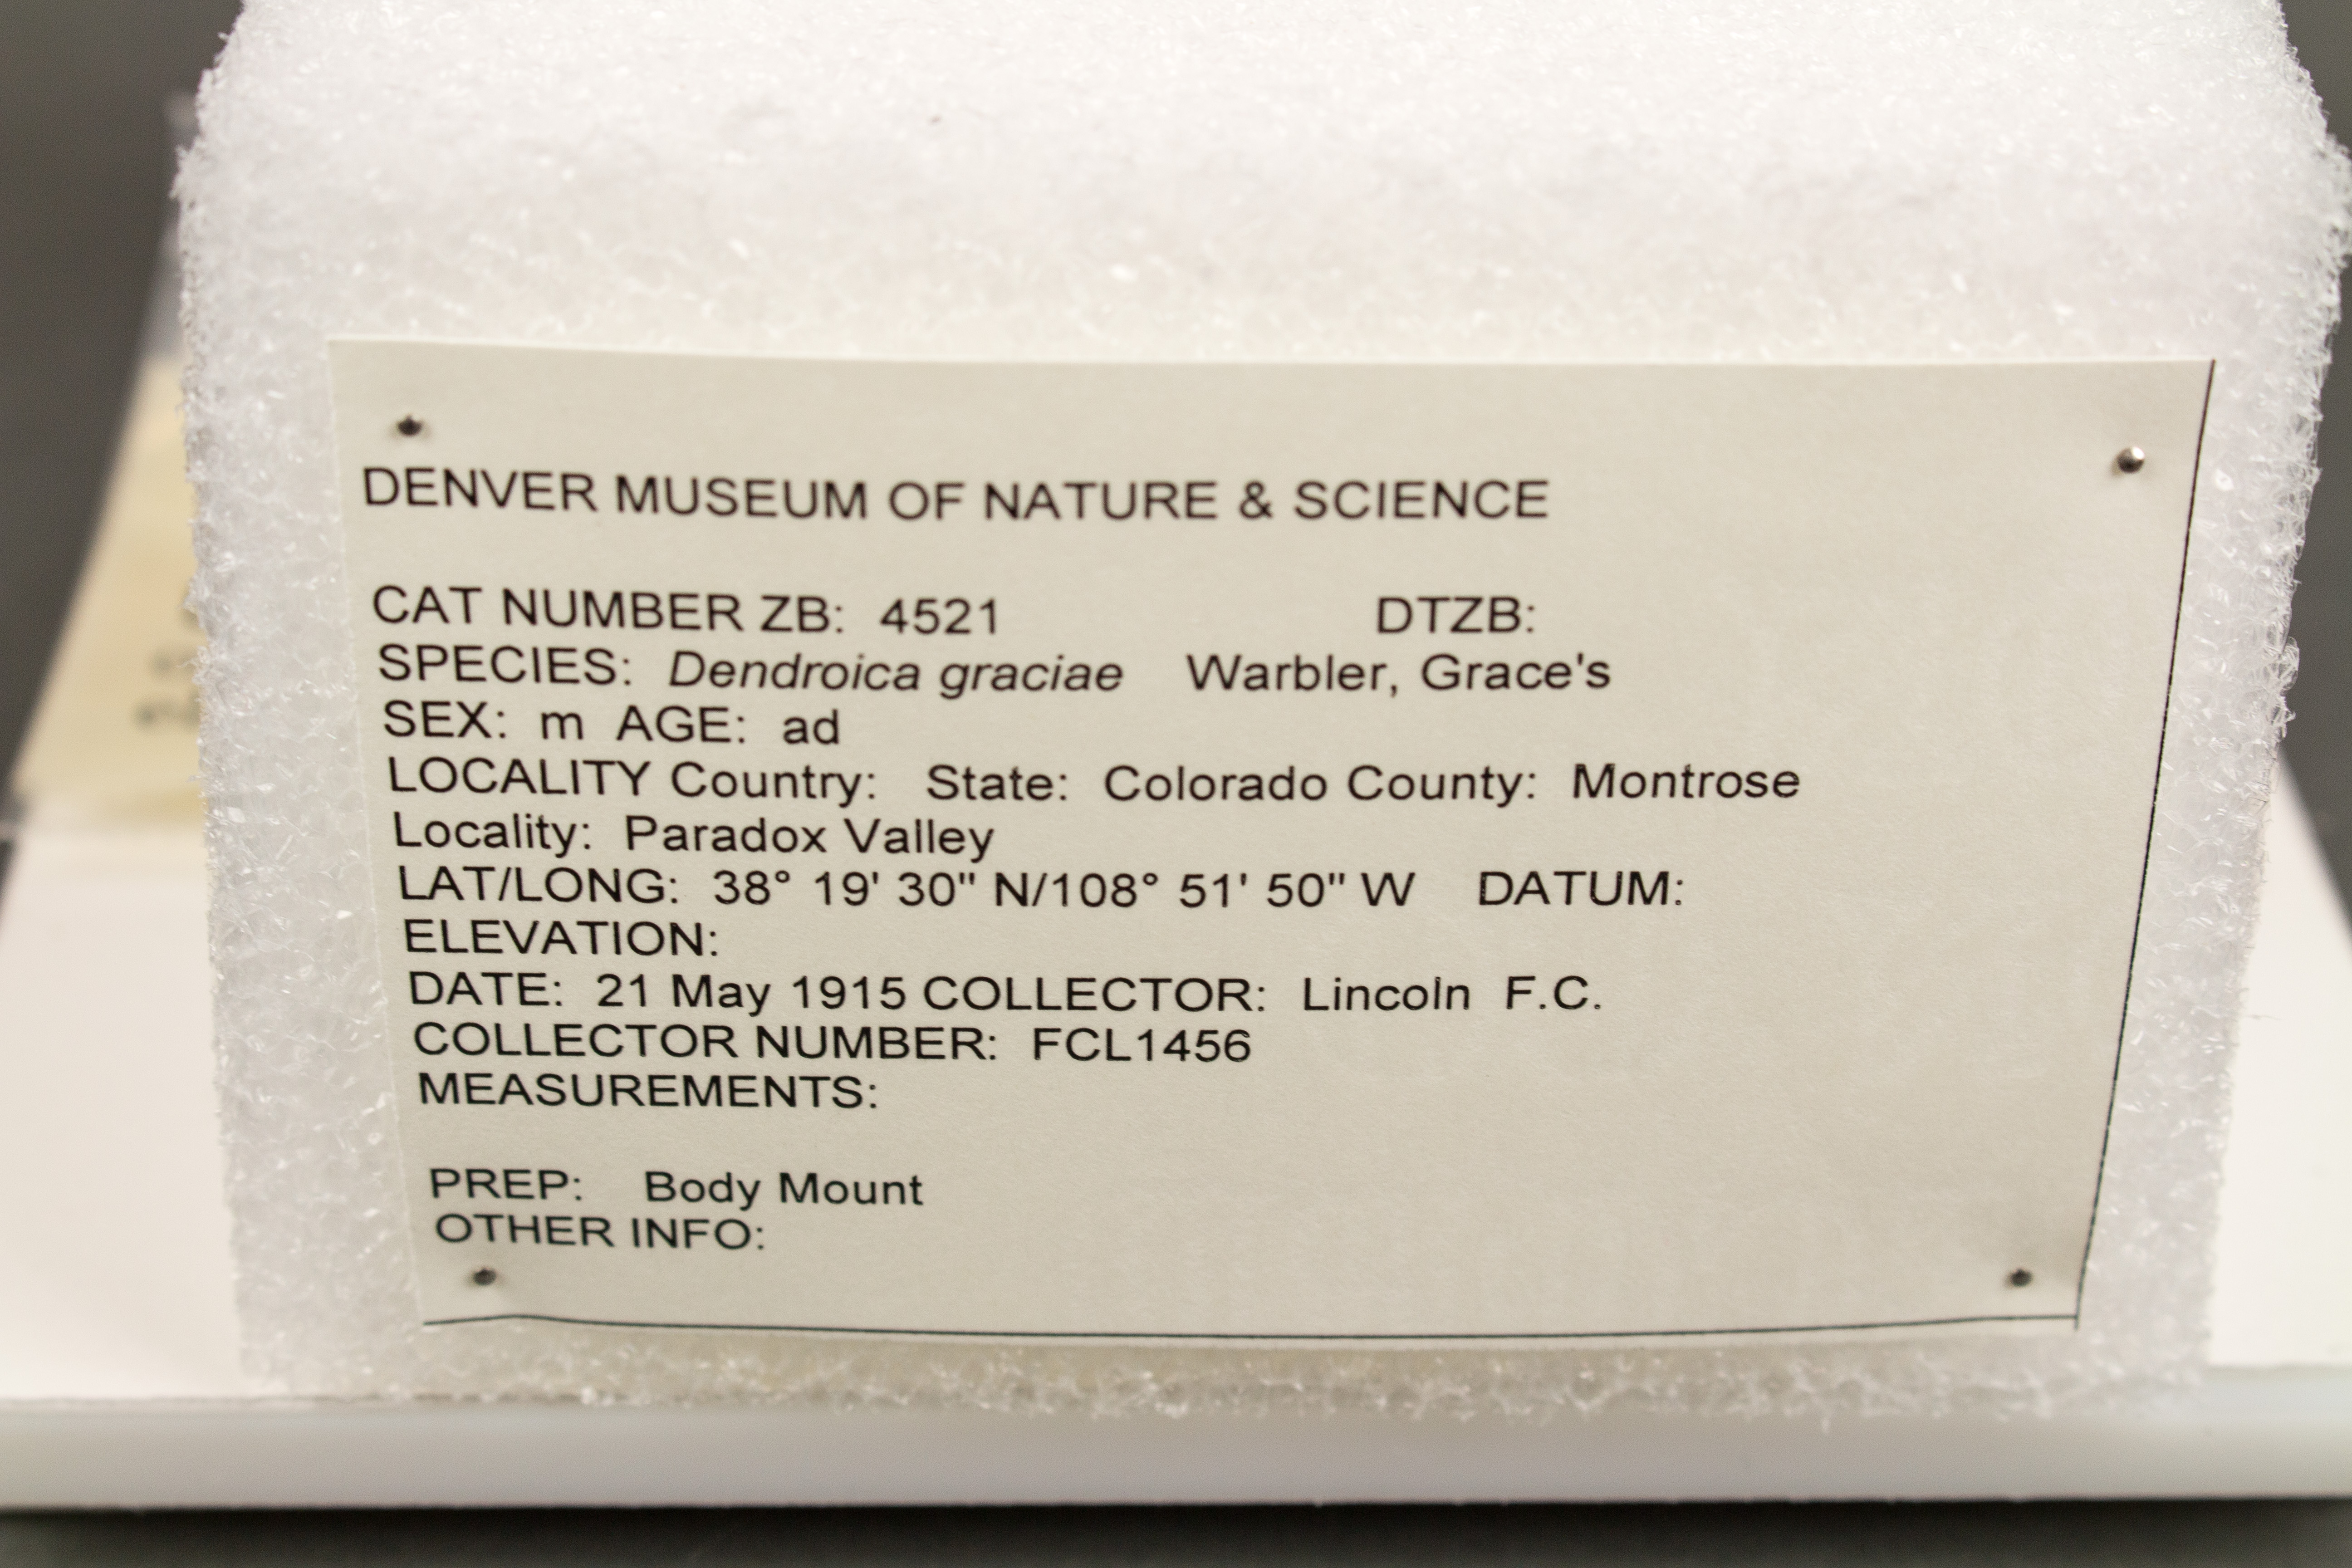 DENVER MUSEUM OF NATURE & SCIENCE
CAT NUMBER ZB: 4521 DTZB:
SPECIES: Dendroica graciae Warbler, Grace's
SEX: m AGE: ad
LOCALITY Country: State: Colorado County: Montrose
Locality: Paradox Valley
LAT/LONG: 38° 19' 30" N/108° 51' 50" W DATUM:
ELEVATION:
DATE: 21 May 1915 COLLECTOR: Lincoln F.C.
COLLECTOR NUMBER: FCL1456
MEASUREMENTS:
PREP: Body Mount
OTHER INFO: